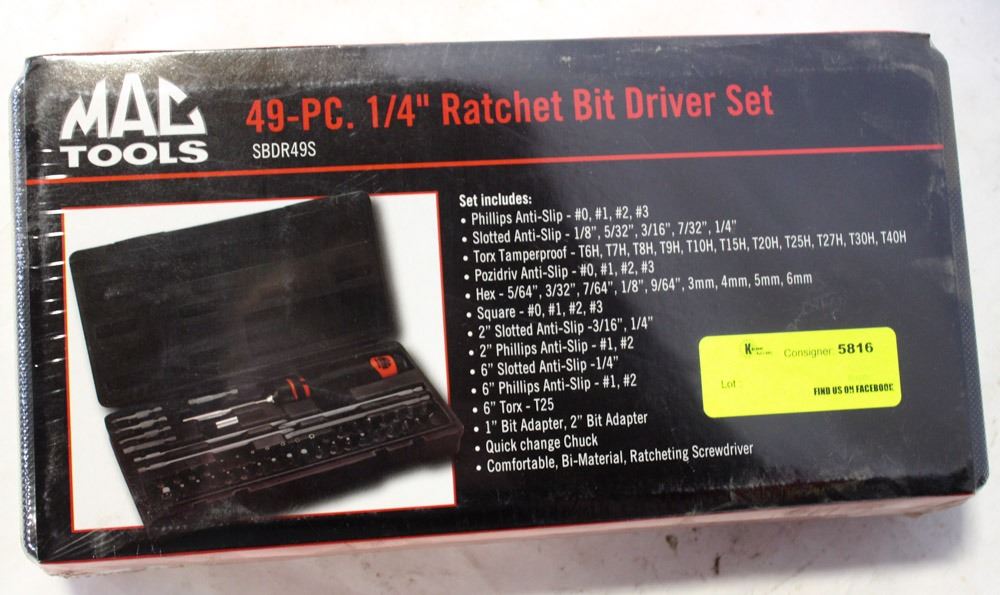 MAC
TOOLS
49-PC. 1/4" Ratchet Bit Driver Set
SBDR49S
Set includes:
• Phillips Anti-Slip - #0, #1, #2, #3
• Slotted Anti-Slip - 1/8", 5/32", 3/16", 7/32", 1/4"
• Torx Tamperproof - T6H, T7H, T8H, T9H, T10H, T15H, T20H, T25H, T27H, T30H, T40H
• Pozidriv Anti-Slip - #0, #1, #2, #3
• Hex - 5/64", 3/32", 7/64", 1/8", 9/64", 3mm, 4mm, 5mm, 6mm
• Square - #0, #1, #2, #3
• 2" Slotted Anti-Slip -3/16", 1/4"
• 2" Phillips Anti-Slip - #1, #2
• 6" Slotted Anti-Slip -1/4"
• 6" Phillips Anti-Slip - #1, #2
• 6" Torx - T25
• 1" Bit Adapter, 2" Bit Adapter
• Quick change Chuck
• Comfortable, Bi-Material, Ratcheting Screwdriver
Consigner 5816
Lot :
FIND US ON FACEBOOK